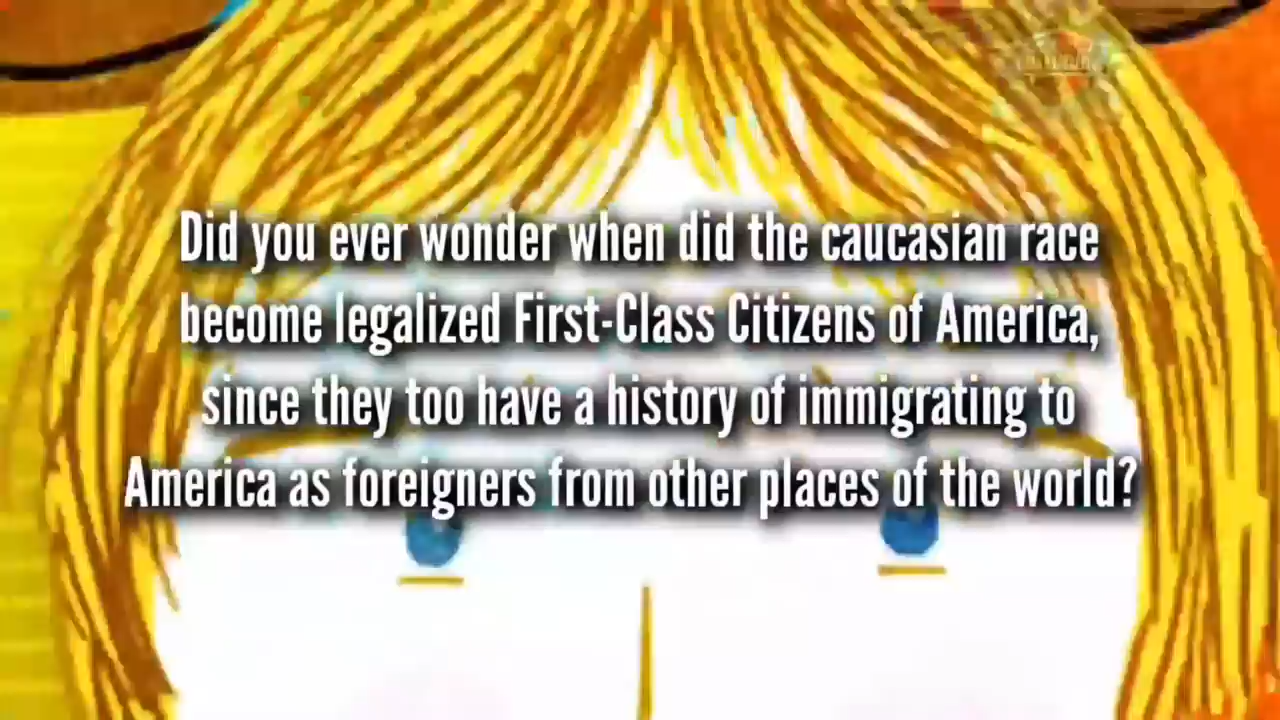 Did you ever wonder when did the caucasian race
become legalized First-Class Citizens of America,
since they too have a history of immigrating to
America as foreigners from other places of the world?